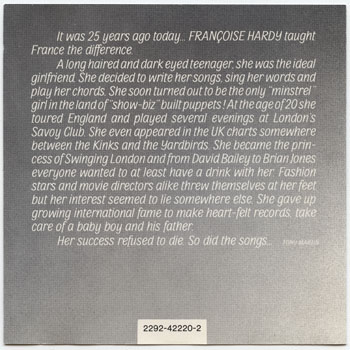 It was 25 years ago today... FRANÇOISE HARDY taught
France the difference.
A long haired and dark eyed teenager, she was the ideal
girlfriend. She decided to write her songs, sing her words and
play her chords. She soon turned out to be the only "minstrel"
girl in the land of "show-biz" built puppets! At the age of 20 she
toured England and played several evenings at London's
Savoy Club. She even appeared in the UK charts somewhere
between the Kinks and the Yardbirds. She became the prin-
cess of Swinging London and from David Bailey to Brian Jones
everyone wanted to at least have a drink with her. Fashion
stars and movie directors alike threw themselves at her feet
but her interest seemed to lie somewhere else. She gave up
growing international fame to make heart-felt records, take
care of a baby boy and his father.
Her success refused to die. So did the songs...
2292-42220-2